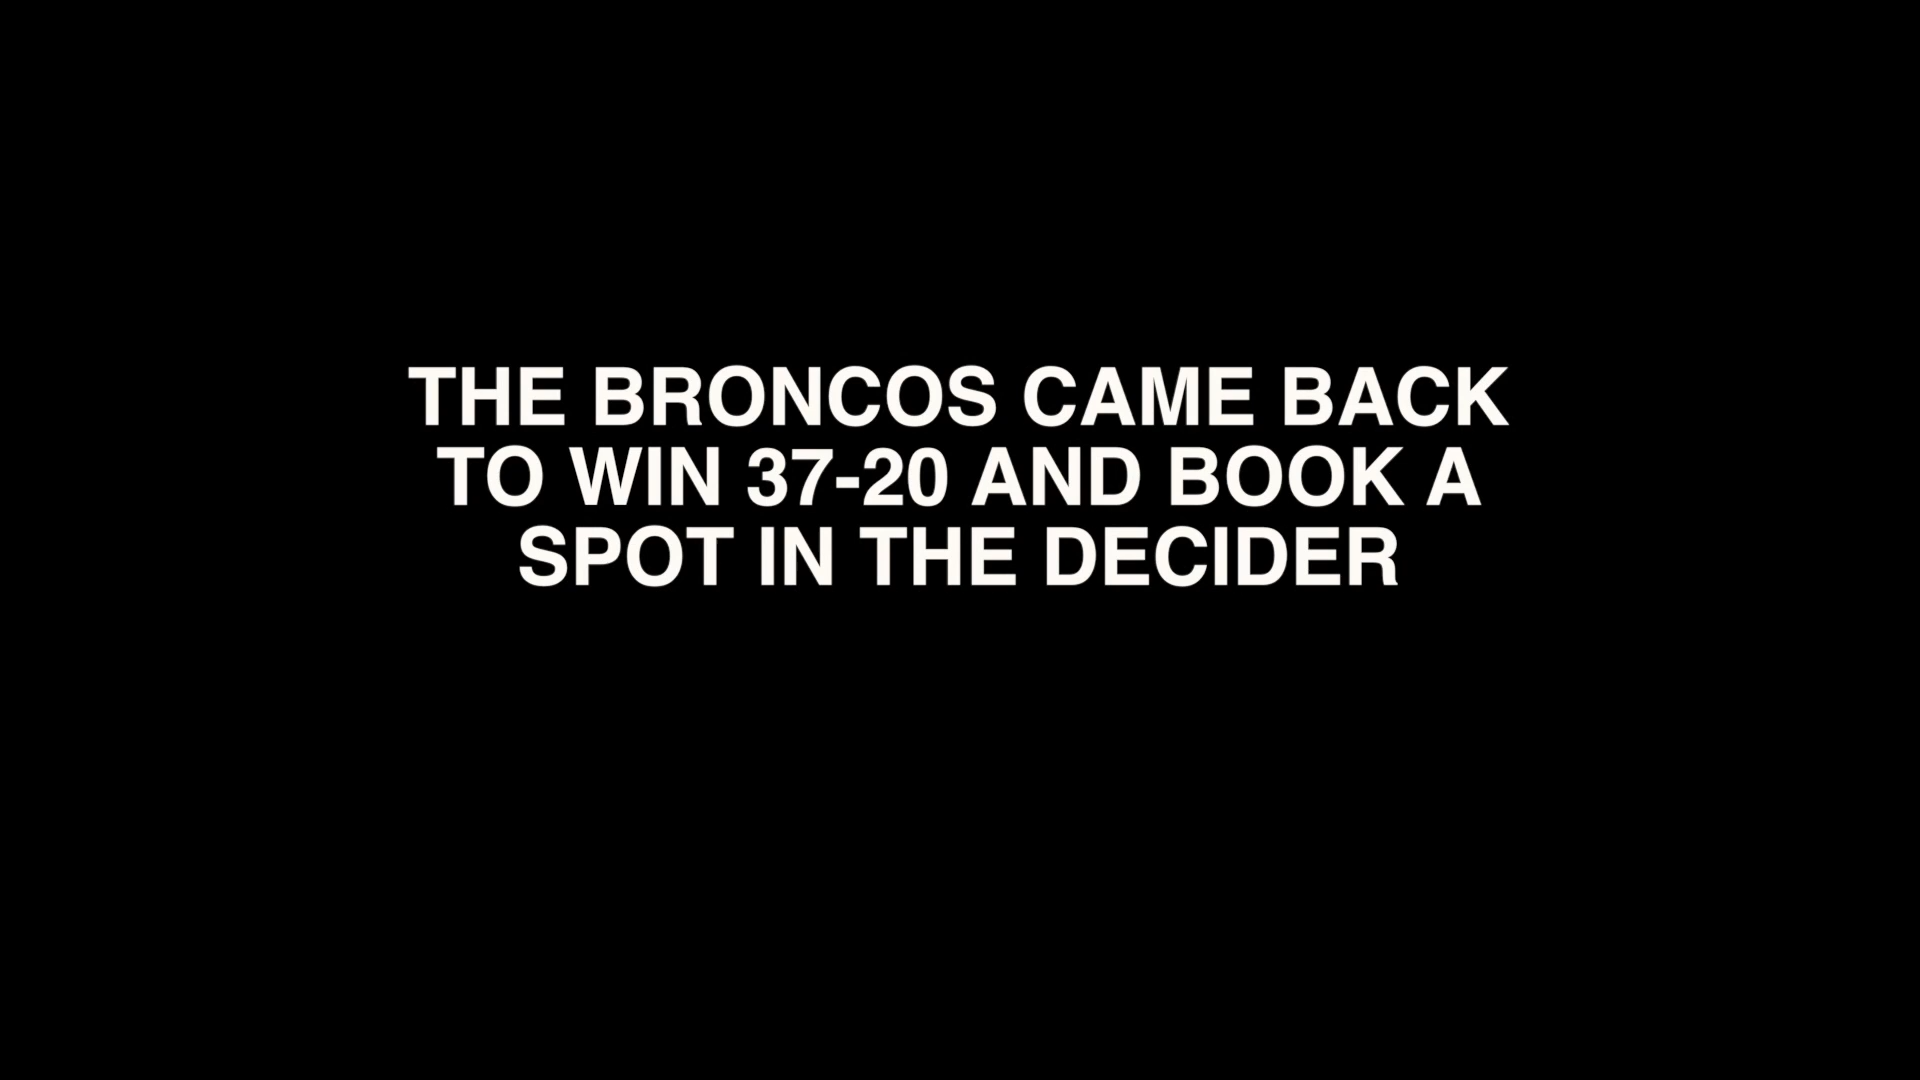 THE BRONCOS CAME BACK
TO WIN 37-20 AND BOOK A
SPOT IN THE DECIDER